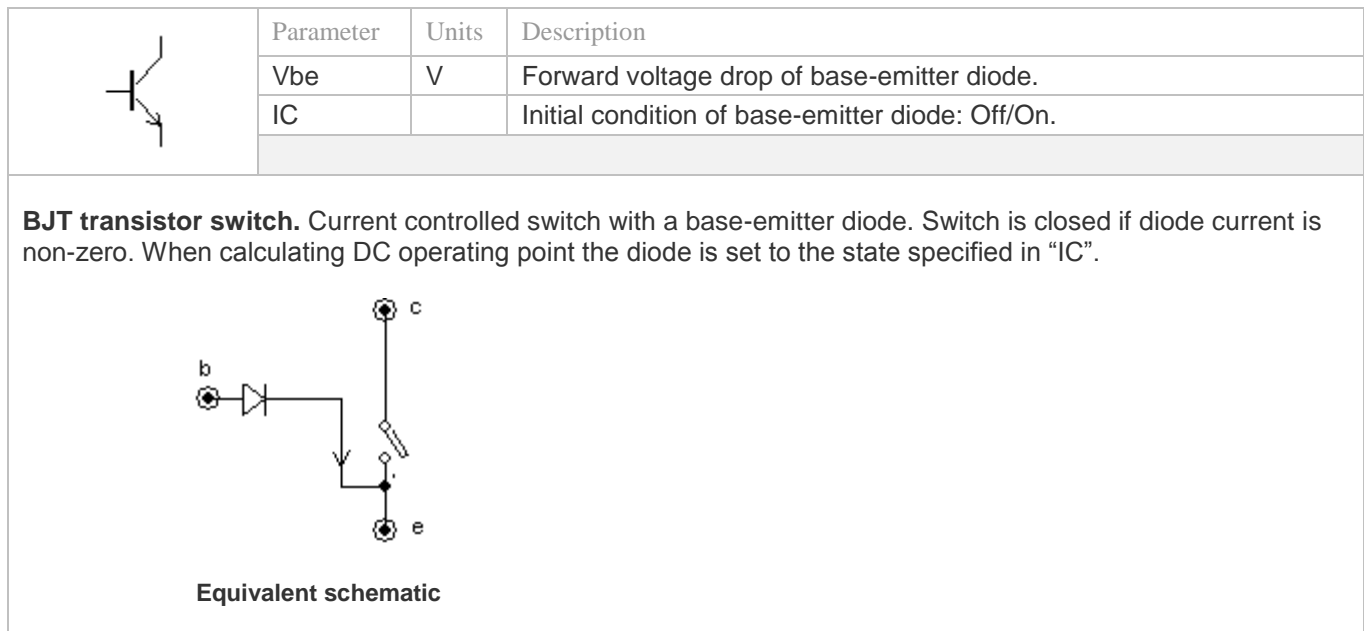 Parameter Units Description
Vbe V Forward voltage drop of base-emitter diode.
IC Initial condition of base-emitter diode: Off/On.
BJT transistor switch. Current controlled switch with a base-emitter diode. Switch is closed if diode current is
non-zero. When calculating DC operating point the diode is set to the state specified in “IC”.
c
b
e
Equivalent schematic